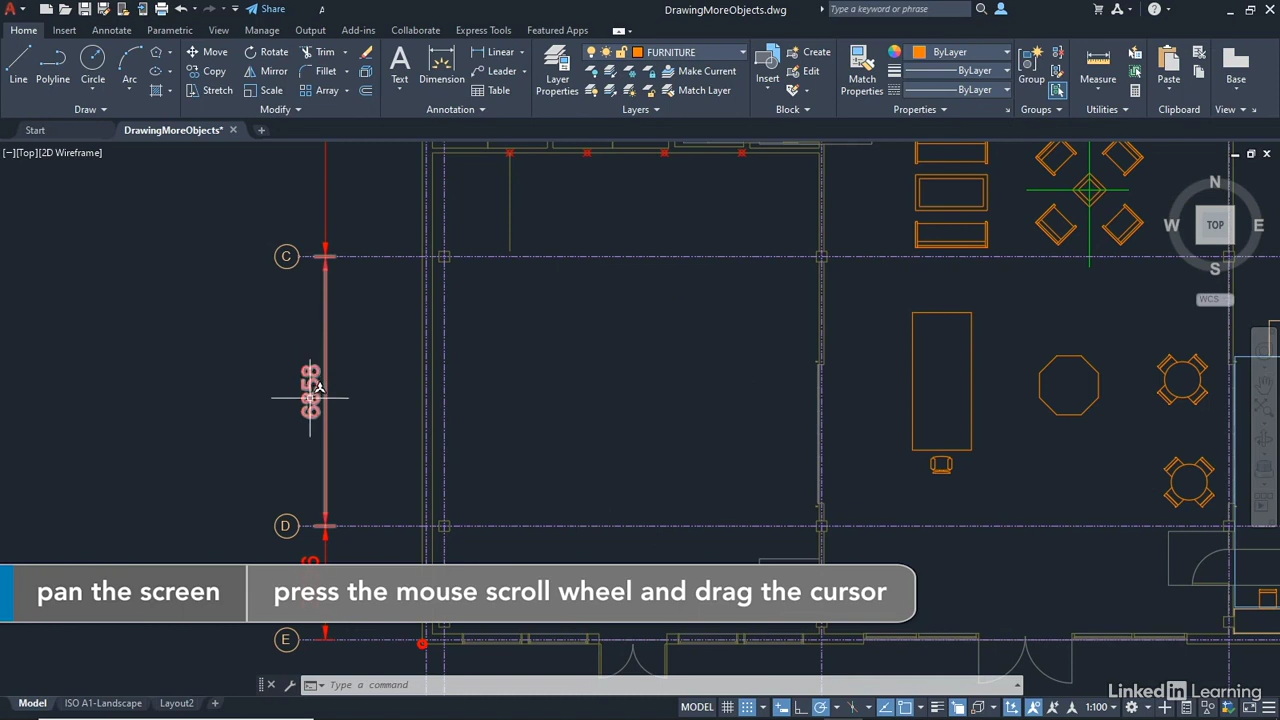 A Share DrawingMoreObjects.dwg Type a keyword or phrase
Home Insert Annotate Parametric View Manage Output Add-ins Collaborate Express Tools Featured Apps
Line Polyline Circle Arc Move Rotate Trim Text Dimension Linear Layer Properties FURNITURE Insert Create Match Properties ByLayer Group Measure Paste Base
Copy Mirror Fillet Leader Make Current Edit ByLayer
Stretch Scale Array Table Match Layer ByLayer
Draw Modify Annotation Layers Block Properties Groups Utilities Clipboard View
Start DrawingMoreObjects* +
[−][Top][2D Wireframe]
N
W TOP E
S
WCS
C
6858
D
pan the screen press the mouse scroll wheel and drag the cursor
E
Type a command
Model ISO A1-Landscape Layout2 + MODEL 1:100
Linked in Learning